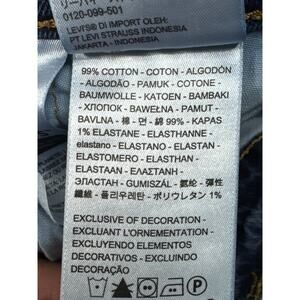 0120-099-501
LEVI'S® DI IMPORT OLEH:
PT LEVI STRAUSS INDONESIA
JAKARTA - INDONESIA
99% COTTON - COTON - ALGODÓN
- ALGODÃO - PAMUK - COTONE -
BAUMWOLLE - KATOEN - BAMBAKI
- ХЛОПОК - BAWEŁNA - PAMUT -
BAVLNA - 棉 - 면 - 綿 99% - KAPAS
1% ELASTANE - ELASTHANNE -
elastano - ELASTANO - ELASTAN -
ELASTOMERO - ELASTHAN -
ELASTAAN - ΕΛΑΣΤΑΝΗ -
ЭЛАСТАН - GUMISZÁL - 氨纶 - 彈性
纖維 - 폴리우레탄 - ポリウレタン 1%
EXCLUSIVE OF DECORATION -
EXCLUANT L'ORNEMENTATION -
EXCLUYENDO ELEMENTOS
DECORATIVOS - EXCLUINDO
DECORAÇÃO